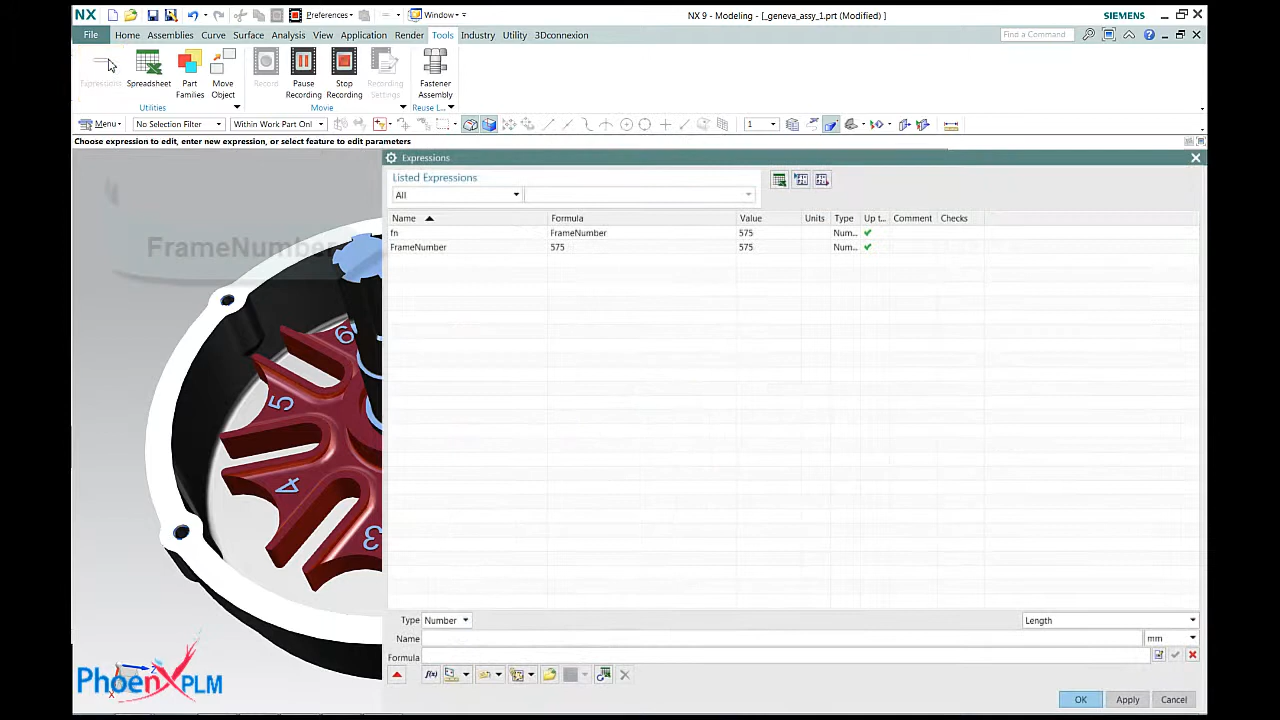 NX
Preferences
Window
NX 9 - Modeling - [_geneva_assy_1.prt (Modified) ]
SIEMENS
File Home Assemblies Curve Surface Analysis View Application Render Tools Industry Utility 3Dconnexion
Find a Command
Expressions Spreadsheet Part Families Move Object Record Pause Recording Stop Recording Recording Settings Fastener Assembly
Utilities Movie Reuse L...
Menu No Selection Filter Within Work Part Onl 1
Choose expression to edit, enter new expression, or select feature to edit parameters
Expressions
Listed Expressions
All
Name Formula Value Units Type Up t... Comment Checks
fn FrameNumber 575 Num...
FrameNumber 575 575 Num...
FrameNumber
6
5
4
3
Type Number Length
Name mm
Formula
f(x)
PhoenXPLM
OK Apply Cancel